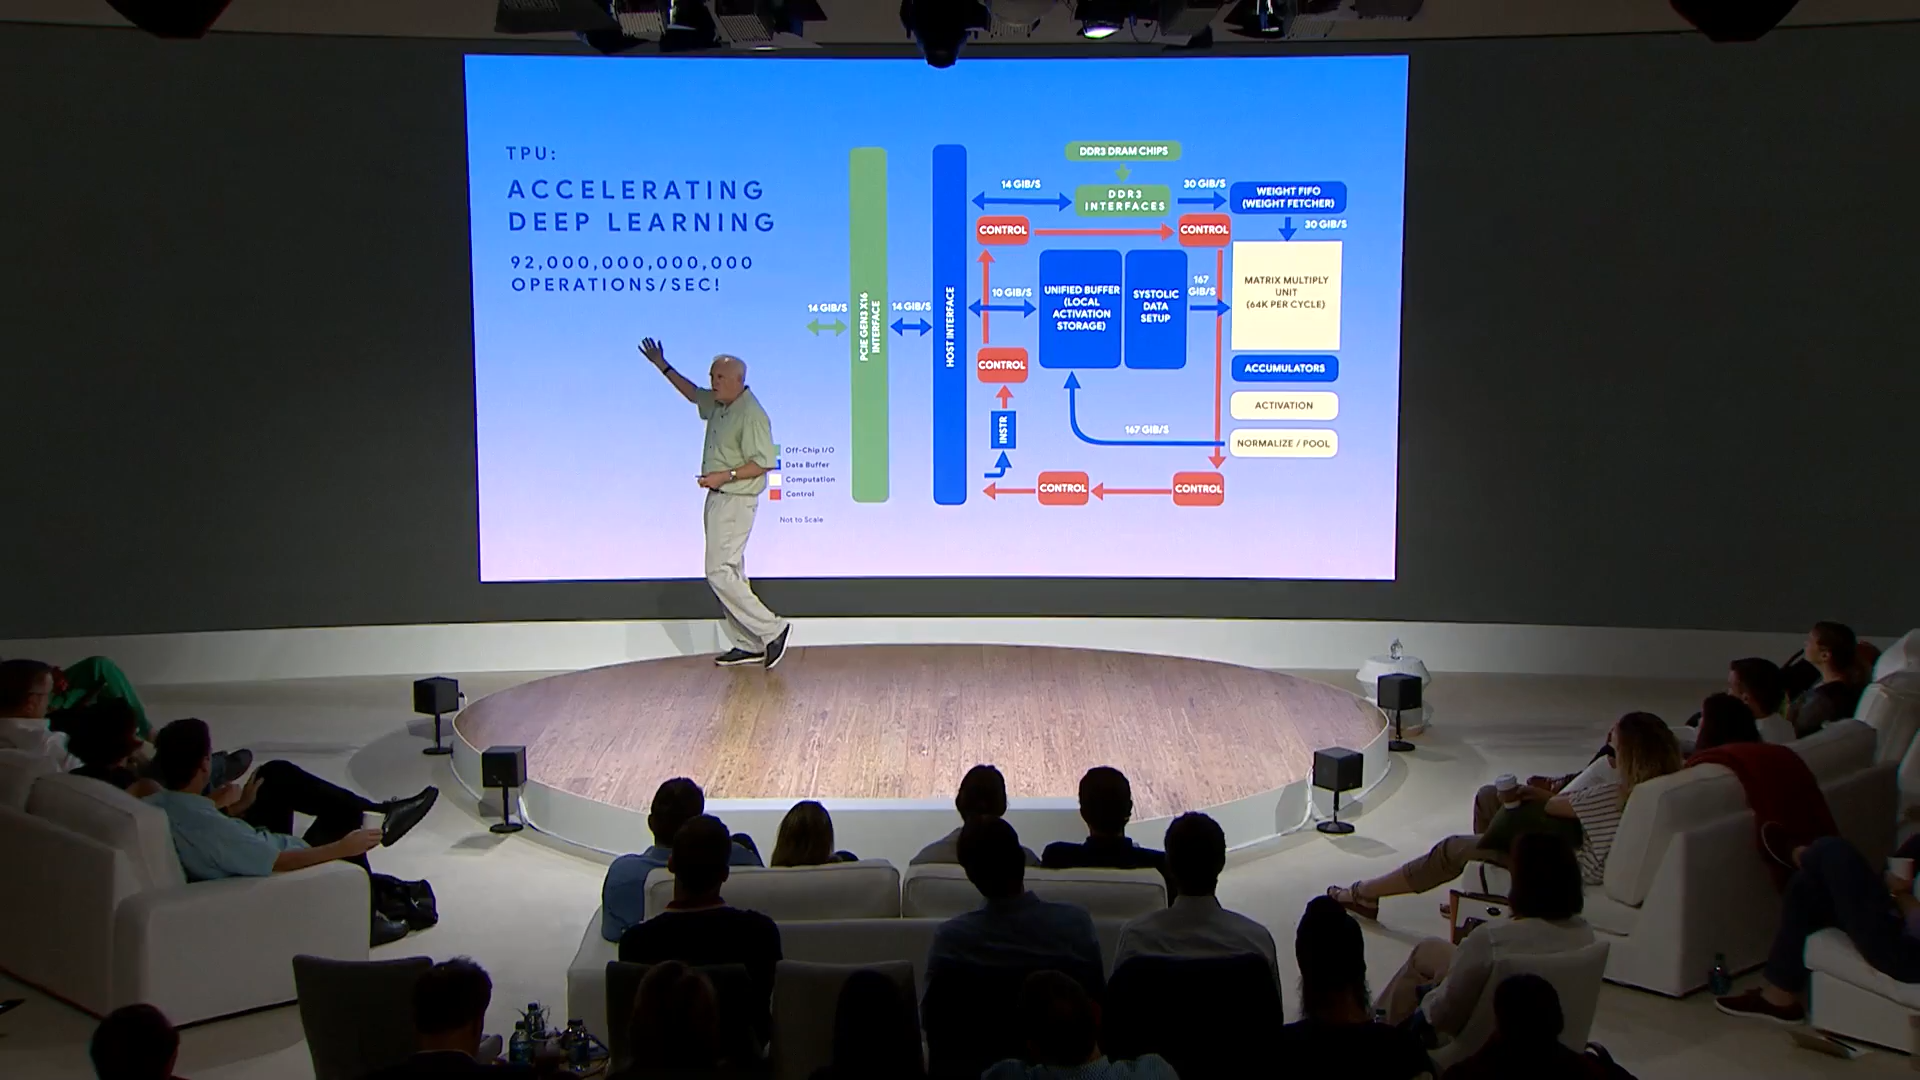 TPU:
ACCELERATING
DEEP LEARNING
92,000,000,000,000
OPERATIONS/SEC!
Off-Chip I/O
Data Buffer
Computation
Control
Not to Scale
14 GIB/S
PCIE GEN3 X16
INTERFACE
14 GIB/S
HOST INTERFACE
DDR3 DRAM CHIPS
14 GIB/S
DDR3
INTERFACES
30 GIB/S
WEIGHT FIFO
(WEIGHT FETCHER)
30 GIB/S
CONTROL
CONTROL
10 GIB/S
UNIFIED BUFFER
(LOCAL
ACTIVATION
STORAGE)
SYSTOLIC
DATA
SETUP
167
GIB/S
MATRIX MULTIPLY
UNIT
(64K PER CYCLE)
CONTROL
ACCUMULATORS
ACTIVATION
INSTR
167 GIB/S
NORMALIZE / POOL
CONTROL
CONTROL